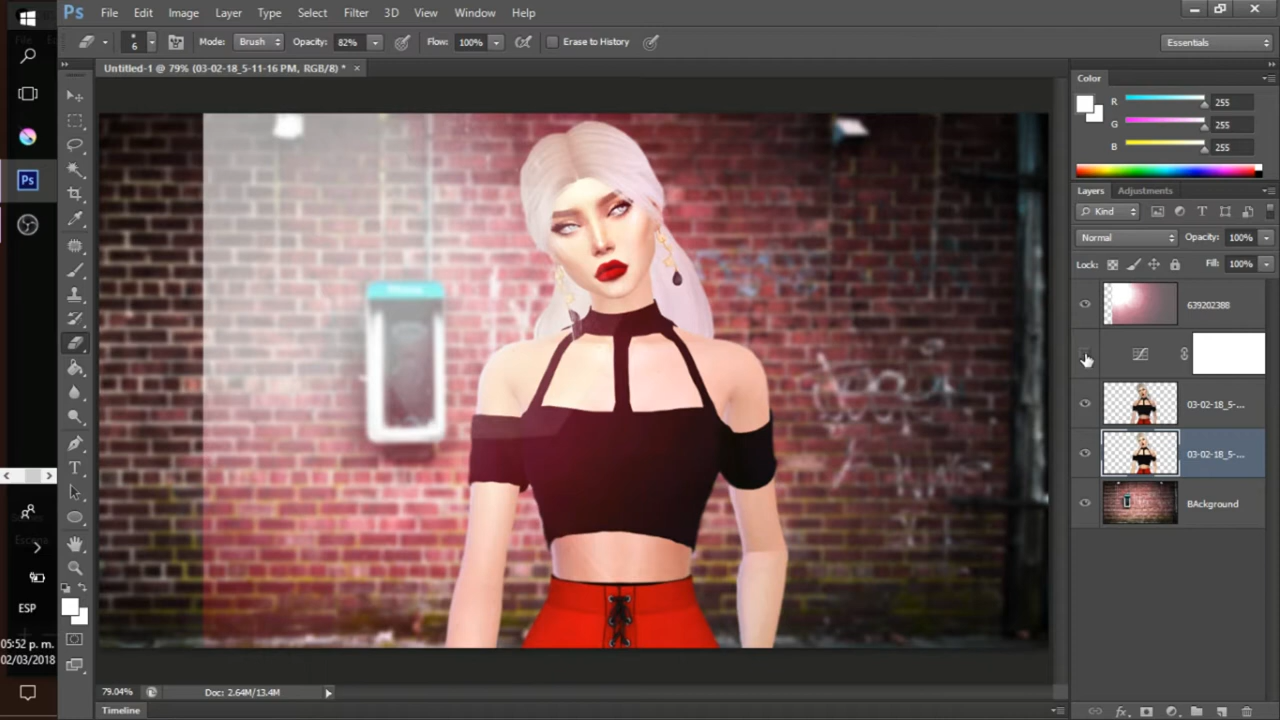 Ps File Edit Image Layer Type Select Filter 3D View Window Help
6 Mode: Brush Opacity: 82% Flow: 100% Erase to History Essentials
Untitled-1 @ 79% (03-02-18_5-11-16 PM, RGB/8) * ×
Color
R 255
G 255
B 255
Layers Adjustments
Kind
Normal Opacity: 100%
Lock: Fill: 100%
639202388
03-02-18_5-...
03-02-18_5-...
BAckground
Ps
ESP
05:52 p. m.
02/03/2018
79.04% Doc: 2.64M/13.4M
Timeline